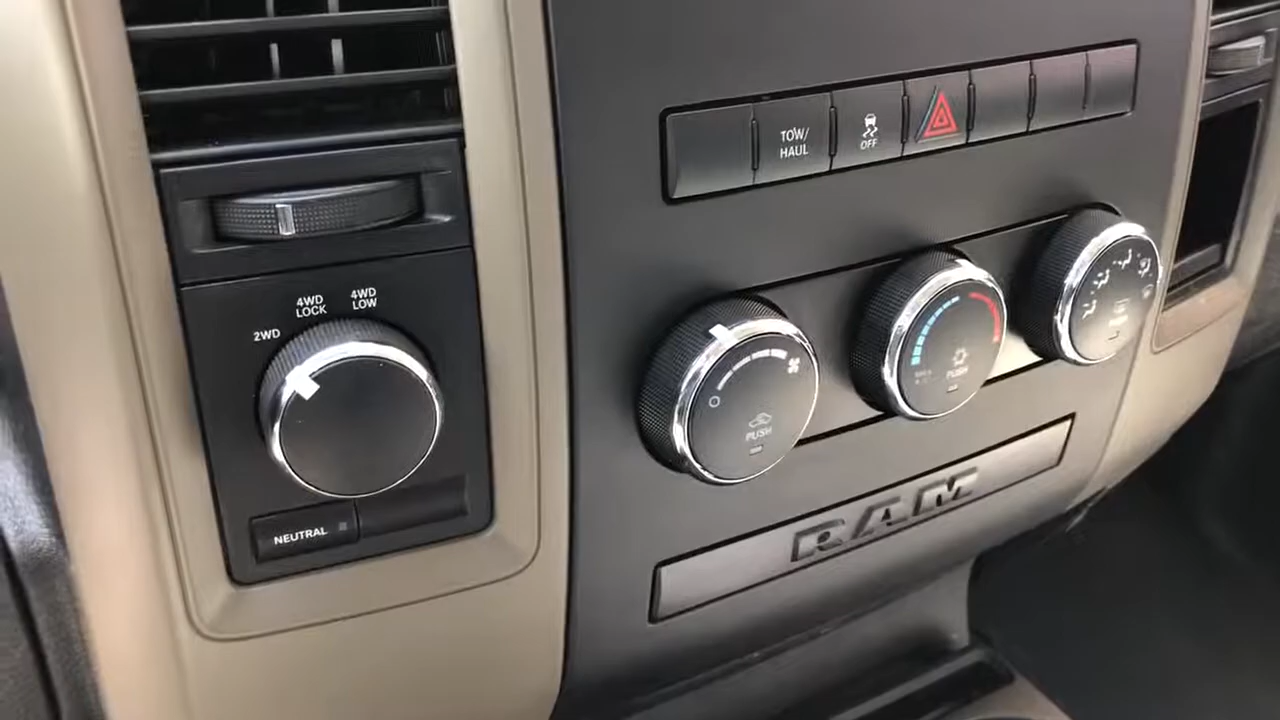 TOW/
HAUL
OFF
2WD
4WD
LOCK
4WD
LOW
NEUTRAL
PUSH
PUSH
RAM